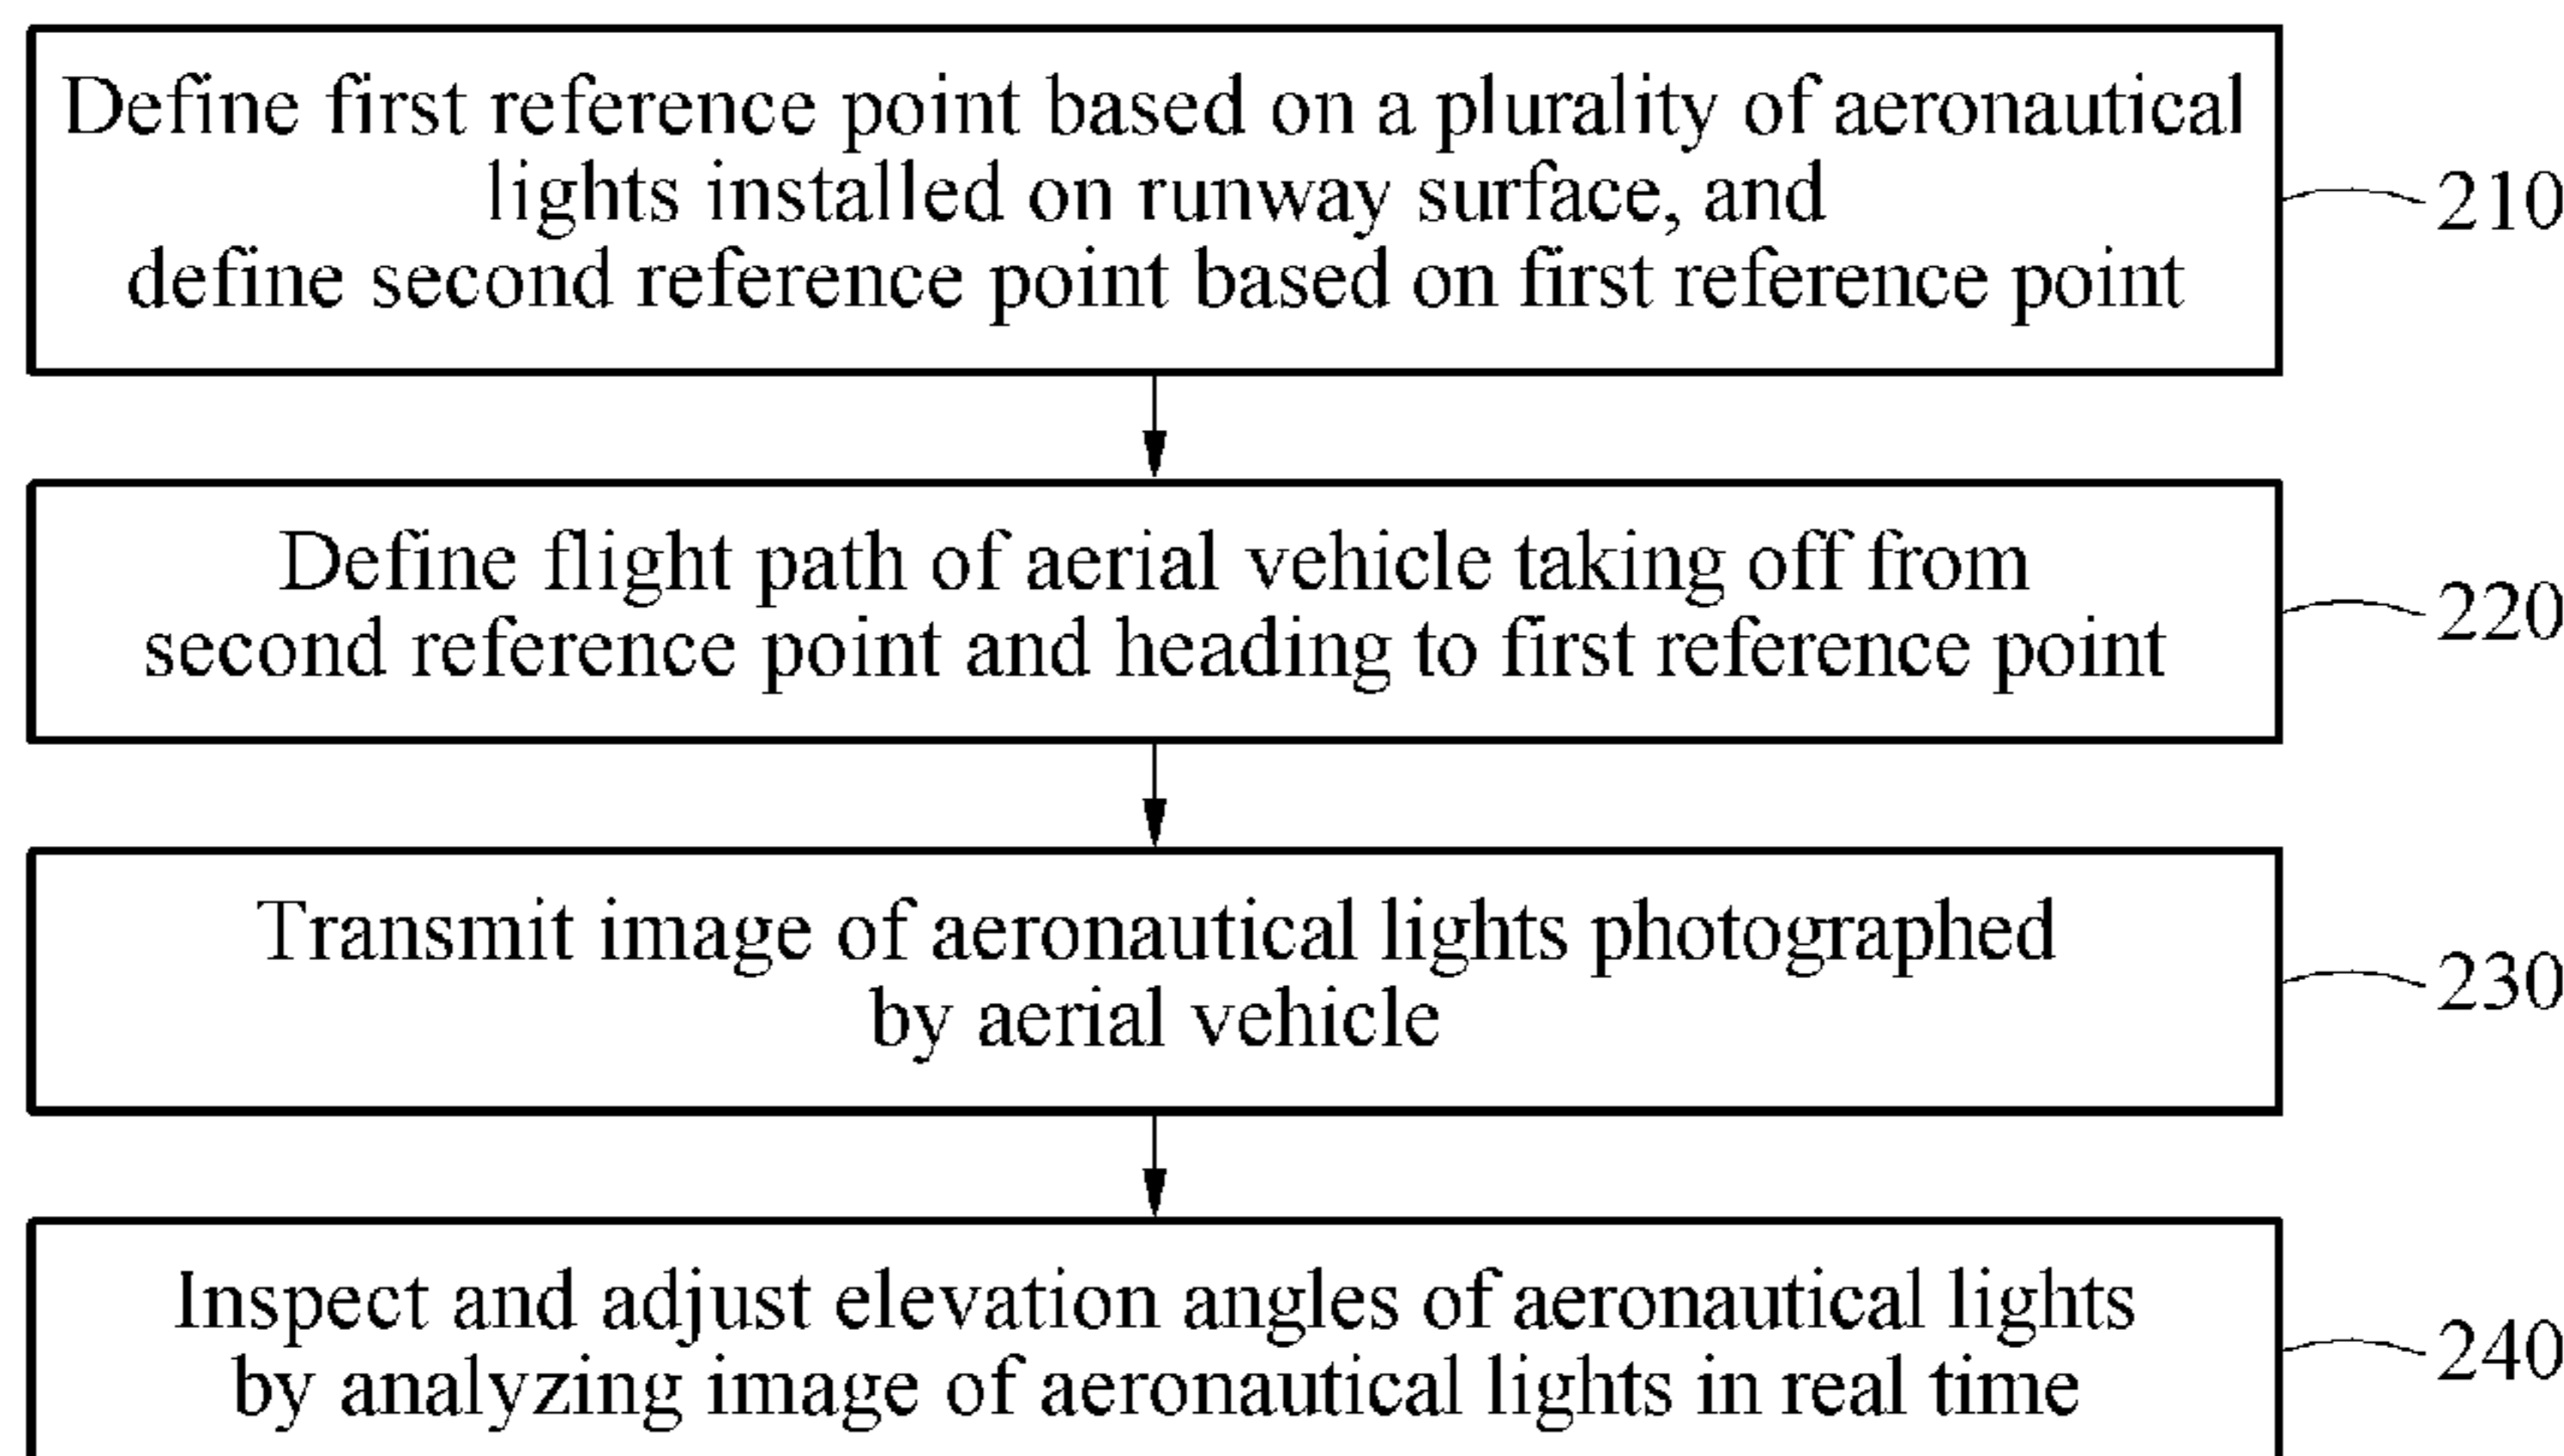 Define first reference point based on a plurality of aeronautical
lights installed on runway surface, and
define second reference point based on first reference point
210
Define flight path of aerial vehicle taking off from
second reference point and heading to first reference point
220
Transmit image of aeronautical lights photographed
by aerial vehicle
230
Inspect and adjust elevation angles of aeronautical lights
by analyzing image of aeronautical lights in real time
240